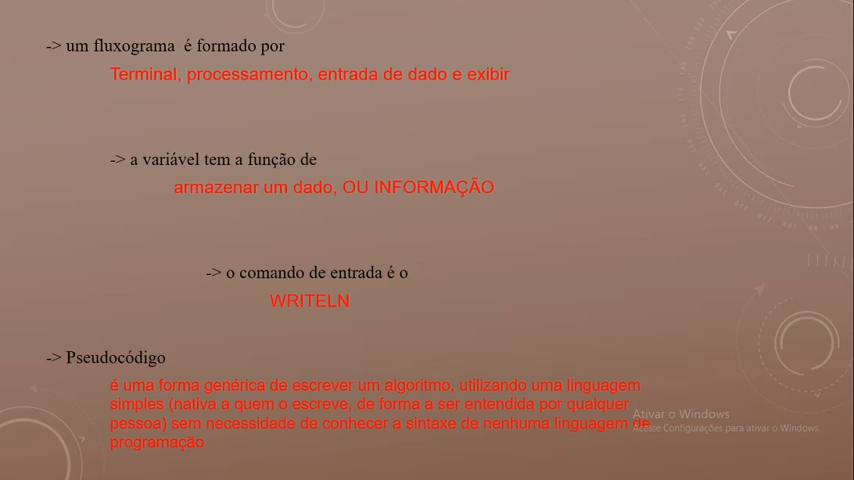 -> um fluxograma é formado por
Terminal, processamento, entrada de dado e exibir
-> a variável tem a função de
armazenar um dado, OU INFORMAÇÃO
-> o comando de entrada é o
WRITELN
-> Pseudocódigo
é uma forma genérica de escrever um algoritmo, utilizando uma linguagem
simples (nativa a quem o escreve, de forma a ser entendida por qualquer
pessoa) sem necessidade de conhecer a sintaxe de nenhuma linguagem de
programação
Ativar o Windows
Acesse Configurações para ativar o Windows.